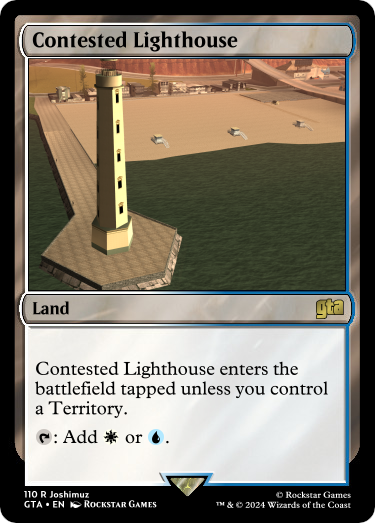 Contested Lighthouse
Land
gta
Contested Lighthouse enters the
battlefield tapped unless you control
a Territory.
: Add or .
110 R Joshimuz
GTA • EN Rockstar Games
© Rockstar Games
™ & © 2024 Wizards of the Coast